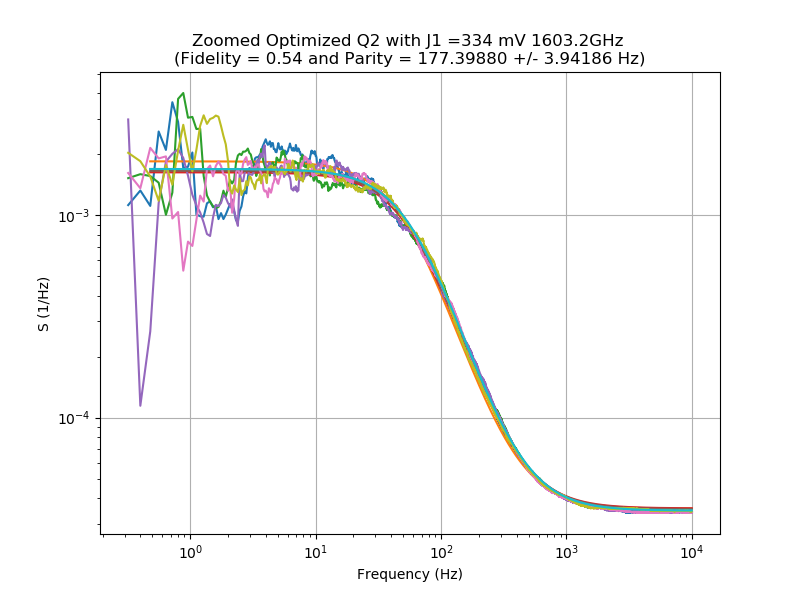 Zoomed Optimized Q2 with J1 =334 mV 1603.2GHz
(Fidelity = 0.54 and Parity = 177.39880 +/- 3.94186 Hz)
S (1/Hz)
10⁻³
10⁻⁴
10⁰ 10¹ 10² 10³ 10⁴
Frequency (Hz)